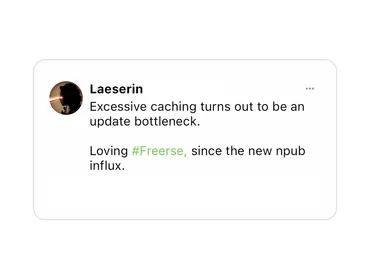 Laeserin
Excessive caching turns out to be an
update bottleneck.
Loving #Freerse, since the new npub
influx.